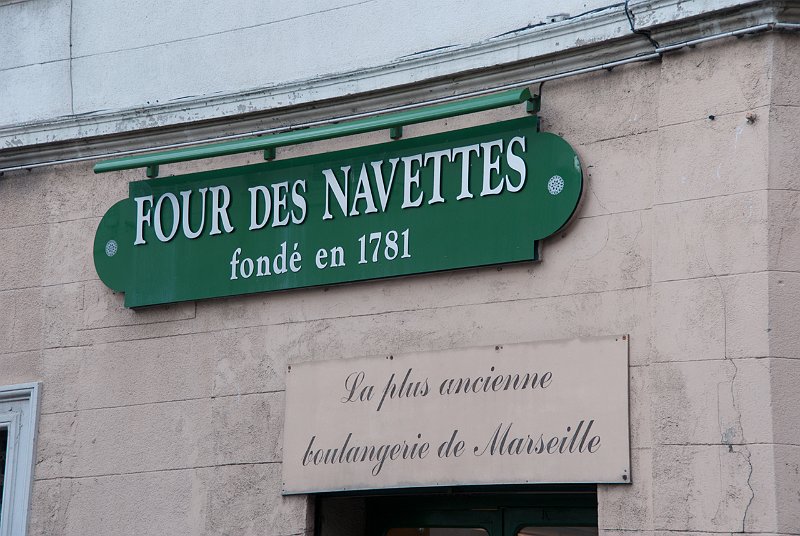 FOUR DES NAVETTES
fondé en 1781
La plus ancienne
boulangerie de Marseille